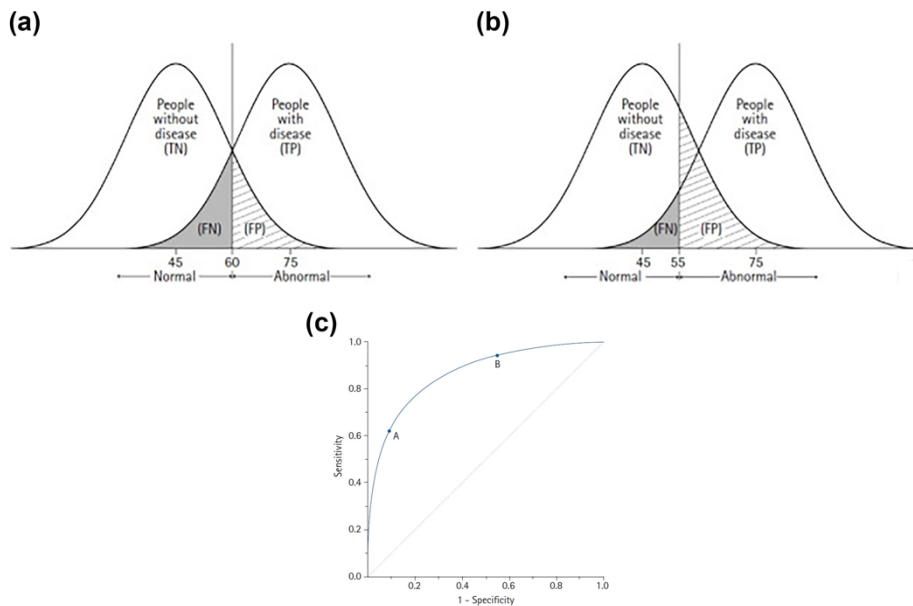 (a)
People
without
disease
(TN)
People
with
disease
(TP)
(FN)
(FP)
45
60
75
Normal
Abnormal
(b)
People
without
disease
(TN)
People
with
disease
(TP)
(FN)
(FP)
45
55
75
Normal
Abnormal
(c)
1.0
0.8
0.6
0.4
0.2
0.0
Sensitivity
A
B
0.2
0.4
0.6
0.8
1.0
1 - Specificity